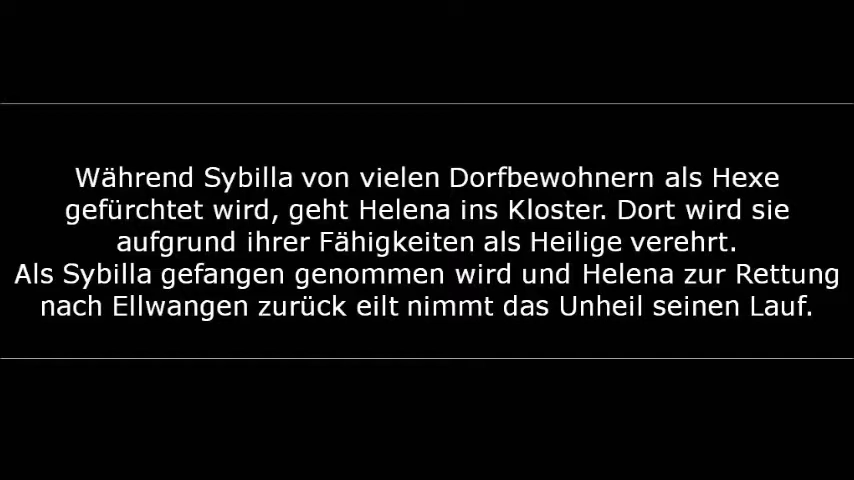 Während Sybilla von vielen Dorfbewohnern als Hexe
gefürchtet wird, geht Helena ins Kloster. Dort wird sie
aufgrund ihrer Fähigkeiten als Heilige verehrt.
Als Sybilla gefangen genommen wird und Helena zur Rettung
nach Ellwangen zurück eilt nimmt das Unheil seinen Lauf.